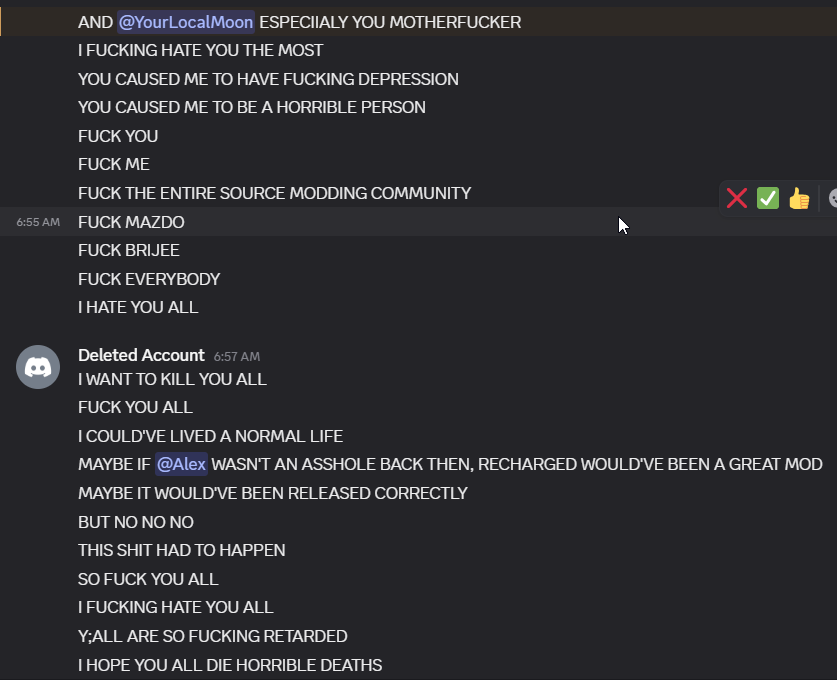 AND @YourLocalMoon ESPECIIALY YOU MOTHERFUCKER
I FUCKING HATE YOU THE MOST
YOU CAUSED ME TO HAVE FUCKING DEPRESSION
YOU CAUSED ME TO BE A HORRIBLE PERSON
FUCK YOU
FUCK ME
FUCK THE ENTIRE SOURCE MODDING COMMUNITY
6:55 AM FUCK MAZDO
FUCK BRIJEE
FUCK EVERYBODY
I HATE YOU ALL
Deleted Account 6:57 AM
I WANT TO KILL YOU ALL
FUCK YOU ALL
I COULD'VE LIVED A NORMAL LIFE
MAYBE IF @Alex WASN'T AN ASSHOLE BACK THEN, RECHARGED WOULD'VE BEEN A GREAT MOD
MAYBE IT WOULD'VE BEEN RELEASED CORRECTLY
BUT NO NO NO
THIS SHIT HAD TO HAPPEN
SO FUCK YOU ALL
I FUCKING HATE YOU ALL
Y;ALL ARE SO FUCKING RETARDED
I HOPE YOU ALL DIE HORRIBLE DEATHS